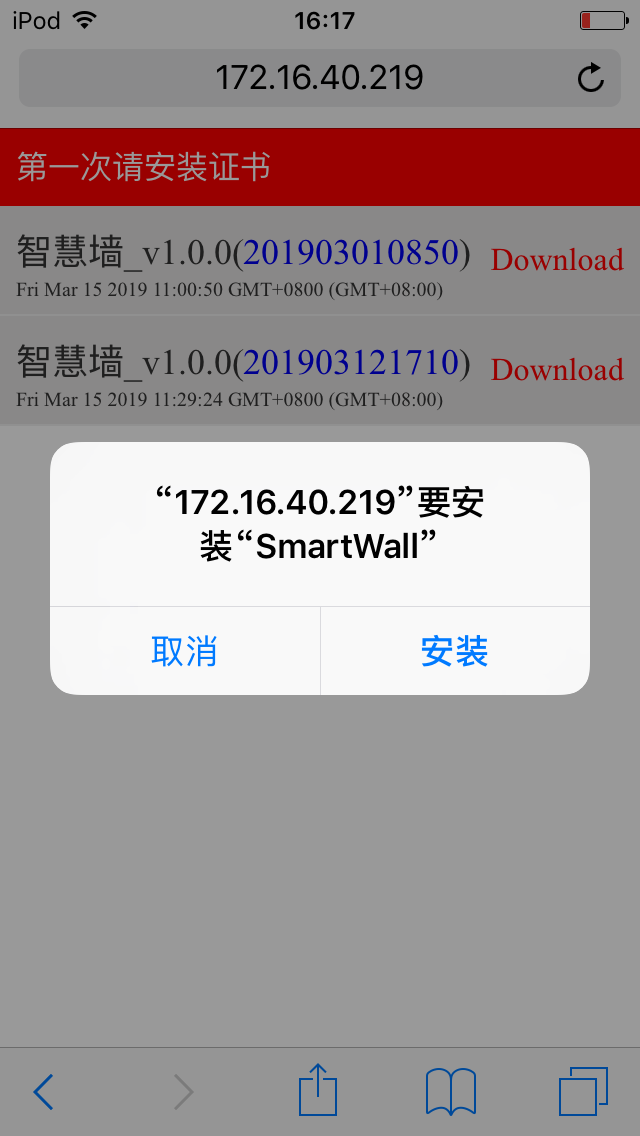 iPod 16:17
172.16.40.219
第一次请安装证书
智慧墙_v1.0.0(201903010850) Download
Fri Mar 15 2019 11:00:50 GMT+0800 (GMT+08:00)
智慧墙_v1.0.0(201903121710) Download
Fri Mar 15 2019 11:29:24 GMT+0800 (GMT+08:00)
“172.16.40.219”要安
装“SmartWall”
取消 安装